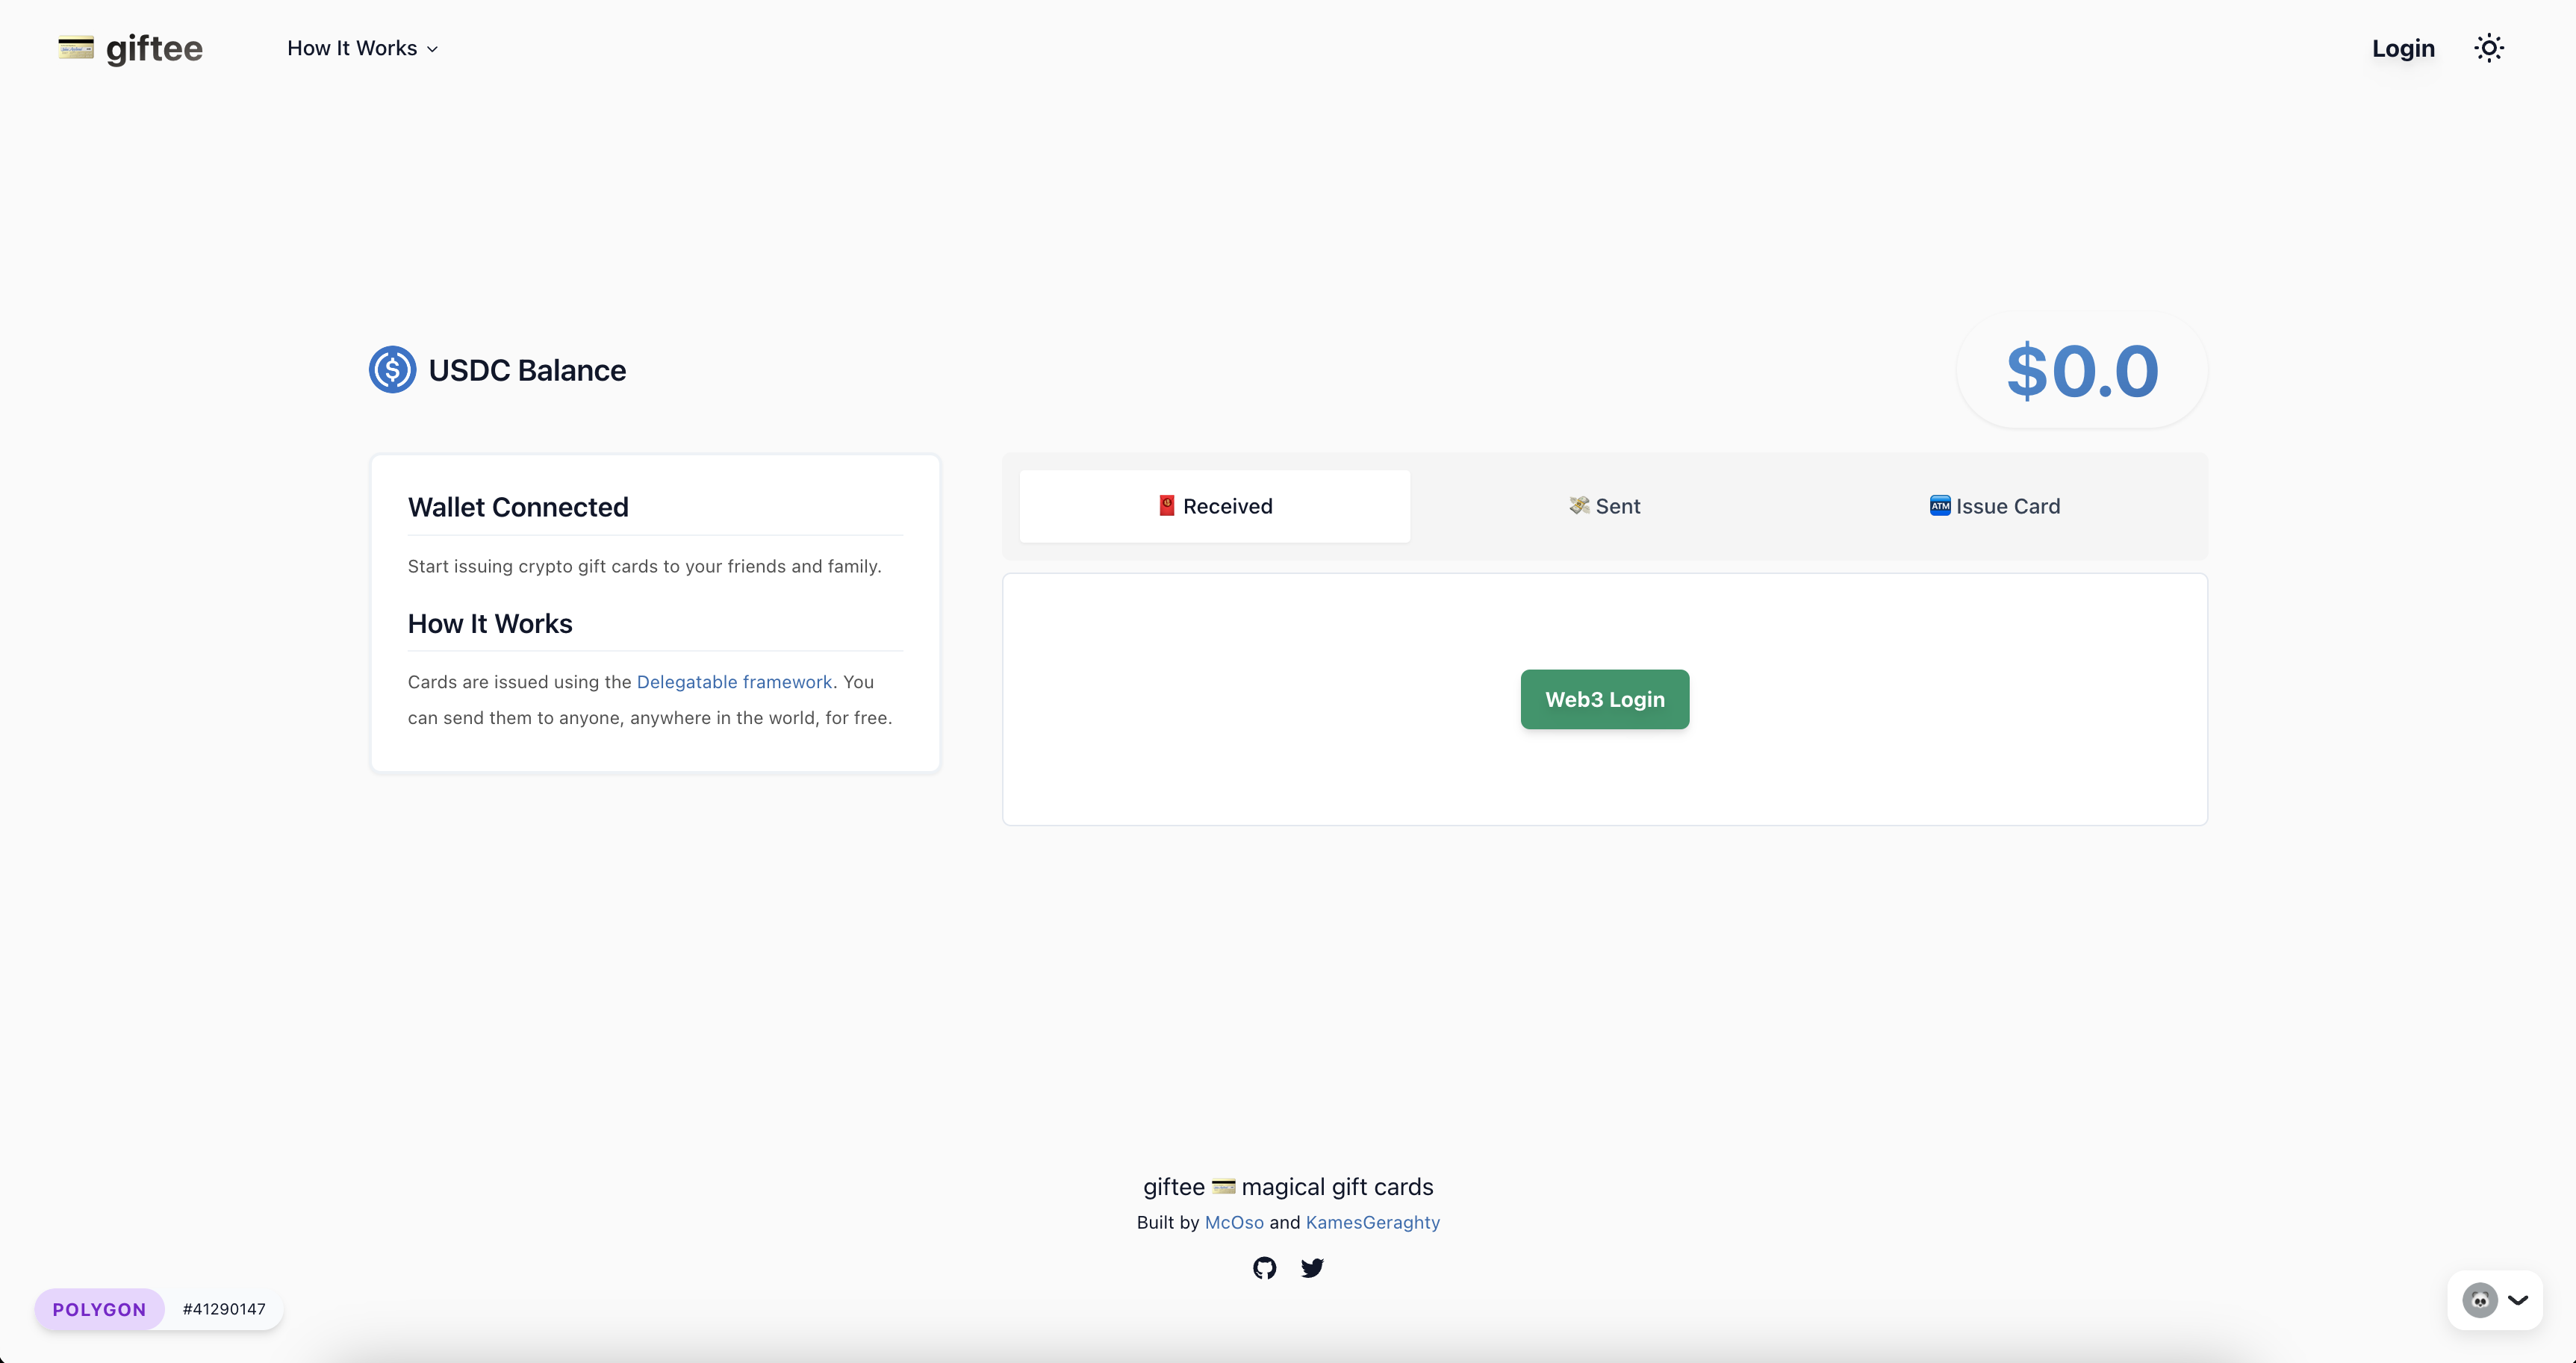 giftee
How It Works
Login
USDC Balance
$0.0
Wallet Connected
Start issuing crypto gift cards to your friends and family.
How It Works
Cards are issued using the Delegatable framework. You
can send them to anyone, anywhere in the world, for free.
Received
Sent
ATM Issue Card
Web3 Login
giftee magical gift cards
Built by McOso and KamesGeraghty
POLYGON #41290147